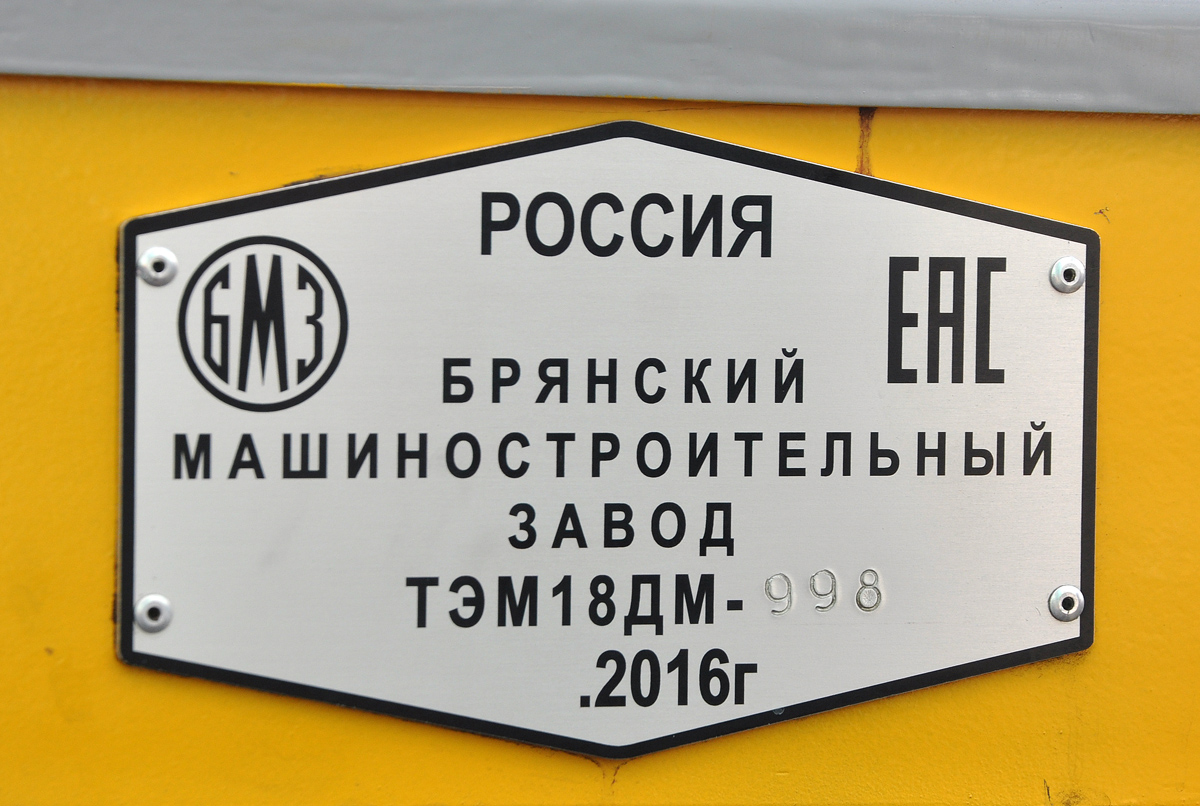 РОССИЯ
БМЗ
ЕАС
БРЯНСКИЙ
МАШИНОСТРОИТЕЛЬНЫЙ
ЗАВОД
ТЭМ18ДМ-998
.2016г